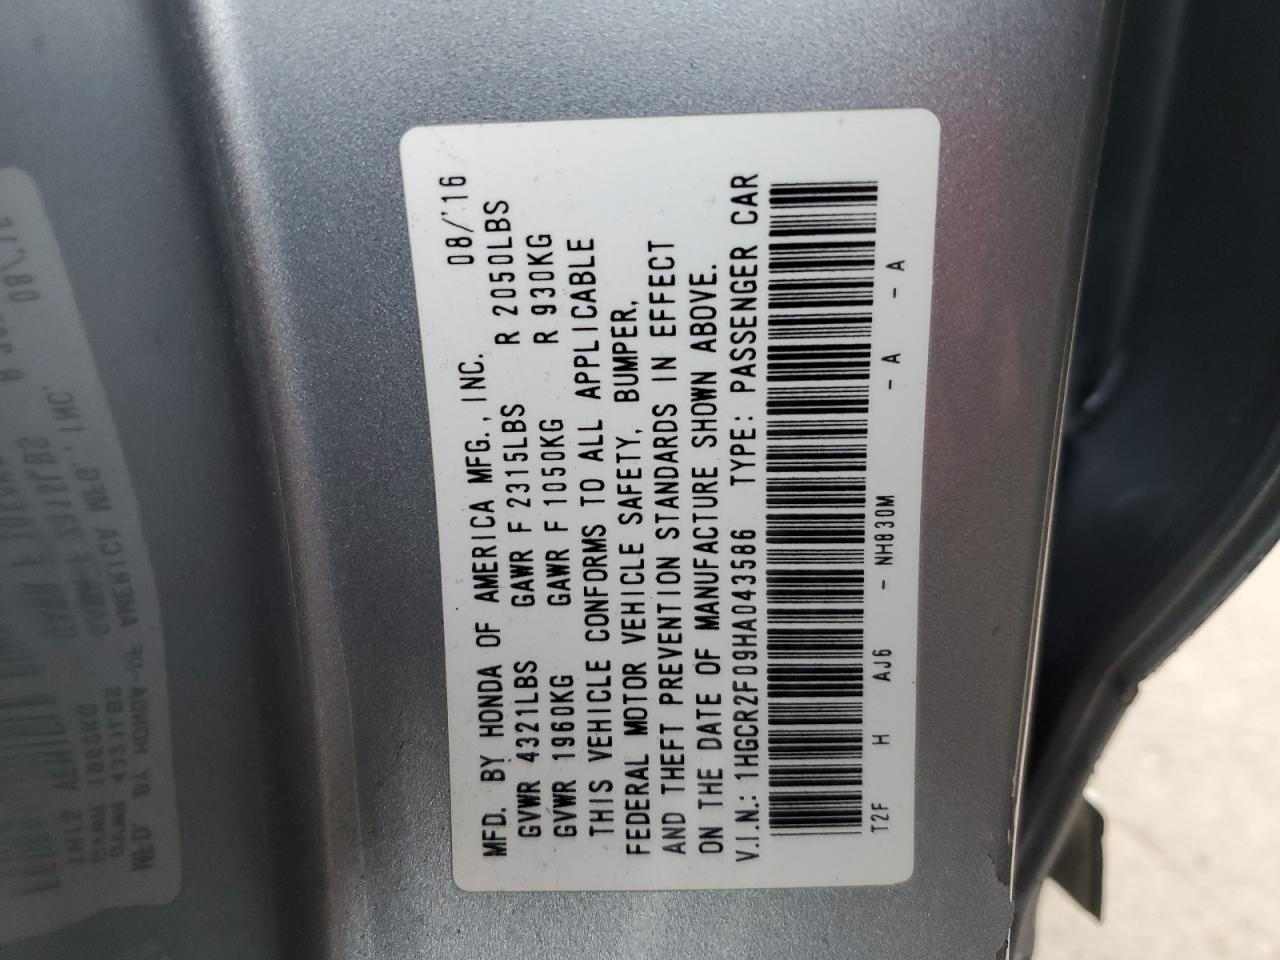 MFD. BY HONDA OF AMERICA MFG., INC. 08/'16
GVWR 4321LBS GAWR F 2315LBS R 2050LBS
GVWR 1960KG GAWR F 1050KG R 930KG
THIS VEHICLE CONFORMS TO ALL APPLICABLE
FEDERAL MOTOR VEHICLE SAFETY, BUMPER,
AND THEFT PREVENTION STANDARDS IN EFFECT
ON THE DATE OF MANUFACTURE SHOWN ABOVE.
V.I.N.: 1HGCR2F09HA043586 TYPE: PASSENGER CAR
T2F H AJ6 - NH830M - A - A